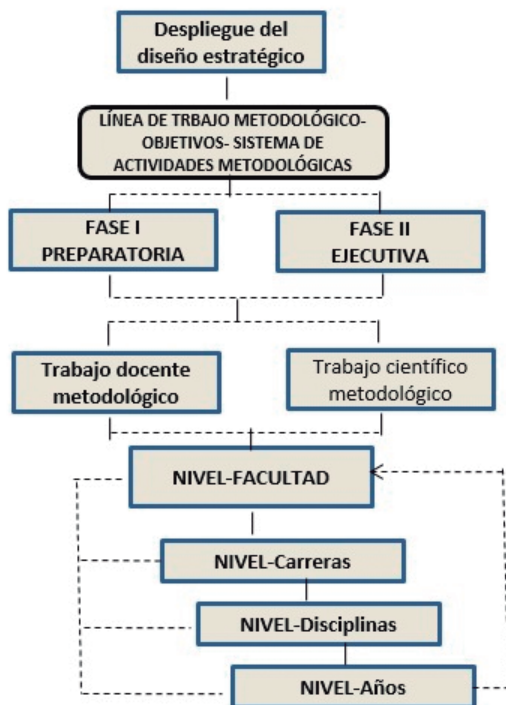 Despliegue del
diseño estratégico
LÍNEA DE TRBAJO METODOLÓGICO-
OBJETIVOS- SISTEMA DE
ACTIVIDADES METODOLÓGICAS
FASE I
PREPARATORIA
FASE II
EJECUTIVA
Trabajo docente
metodológico
Trabajo científico
metodológico
NIVEL-FACULTAD
NIVEL-Carreras
NIVEL-Disciplinas
NIVEL-Años